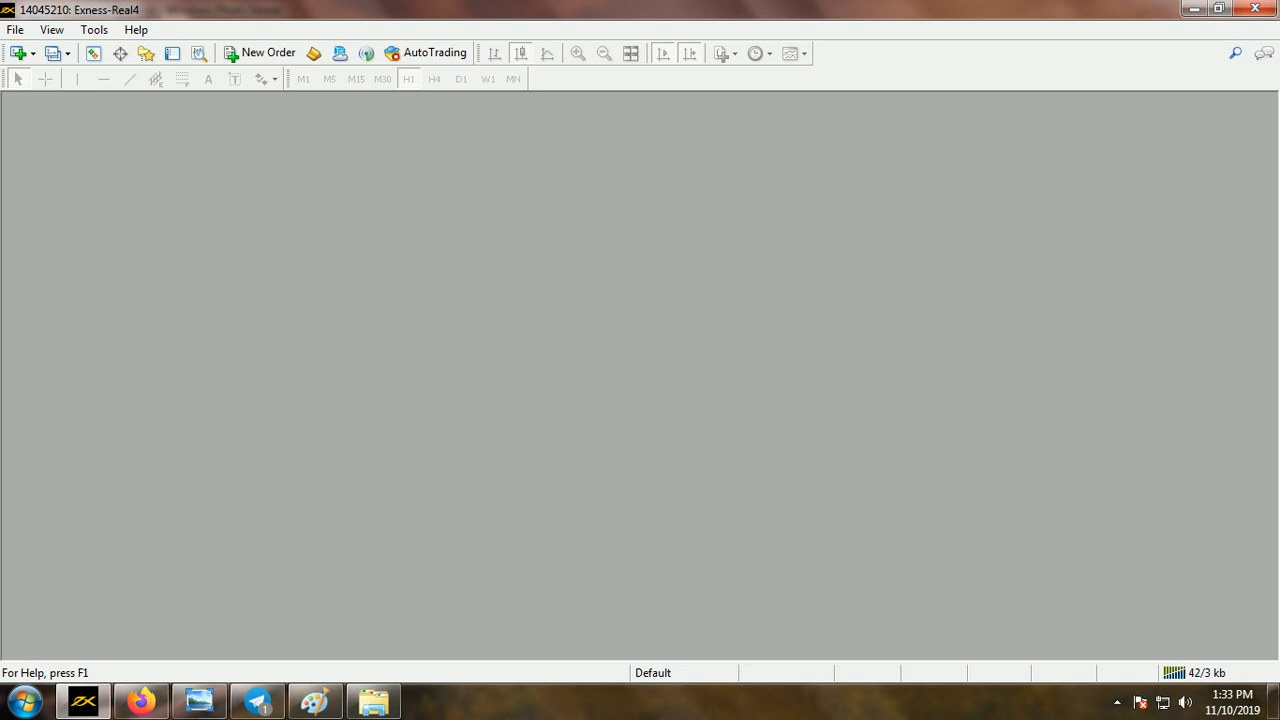 14045210: Exness-Real4
File View Tools Help
New Order AutoTrading
A T M1 M5 M15 M30 H1 H4 D1 W1 MN
For Help, press F1 Default 42/3 kb
1
1:33 PM
11/10/2019